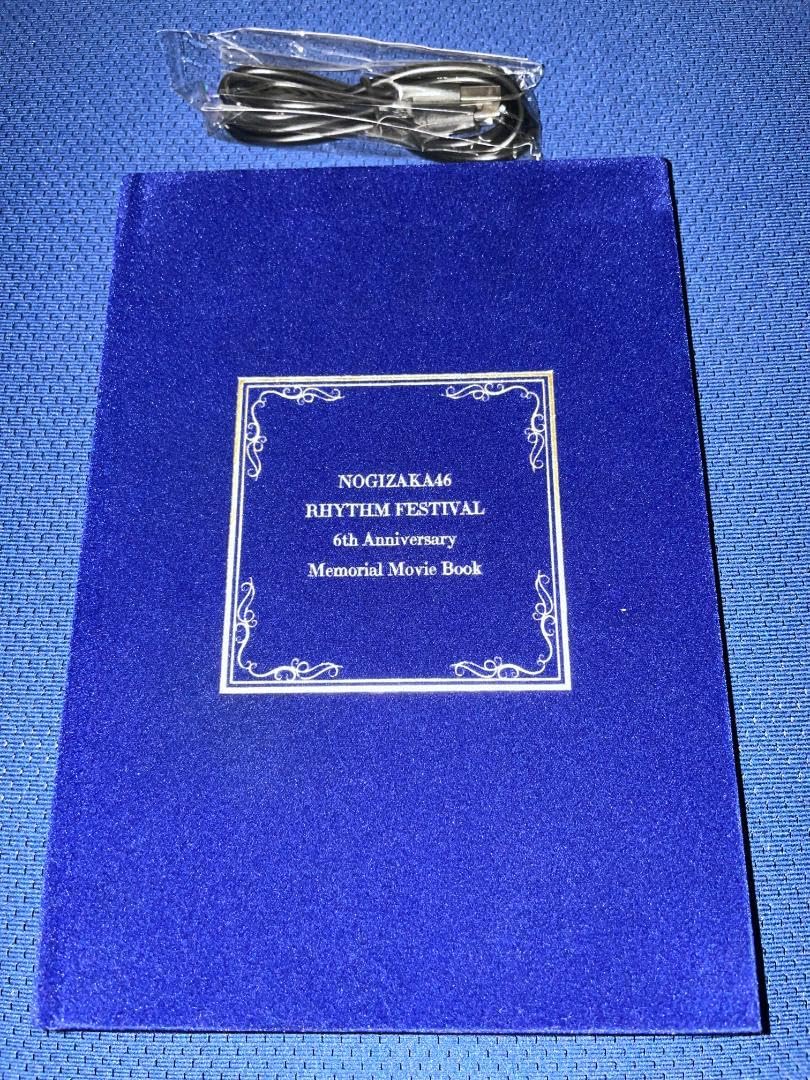 NOGIZAKA46
RHYTHM FESTIVAL
6th Anniversary
Memorial Movie Book